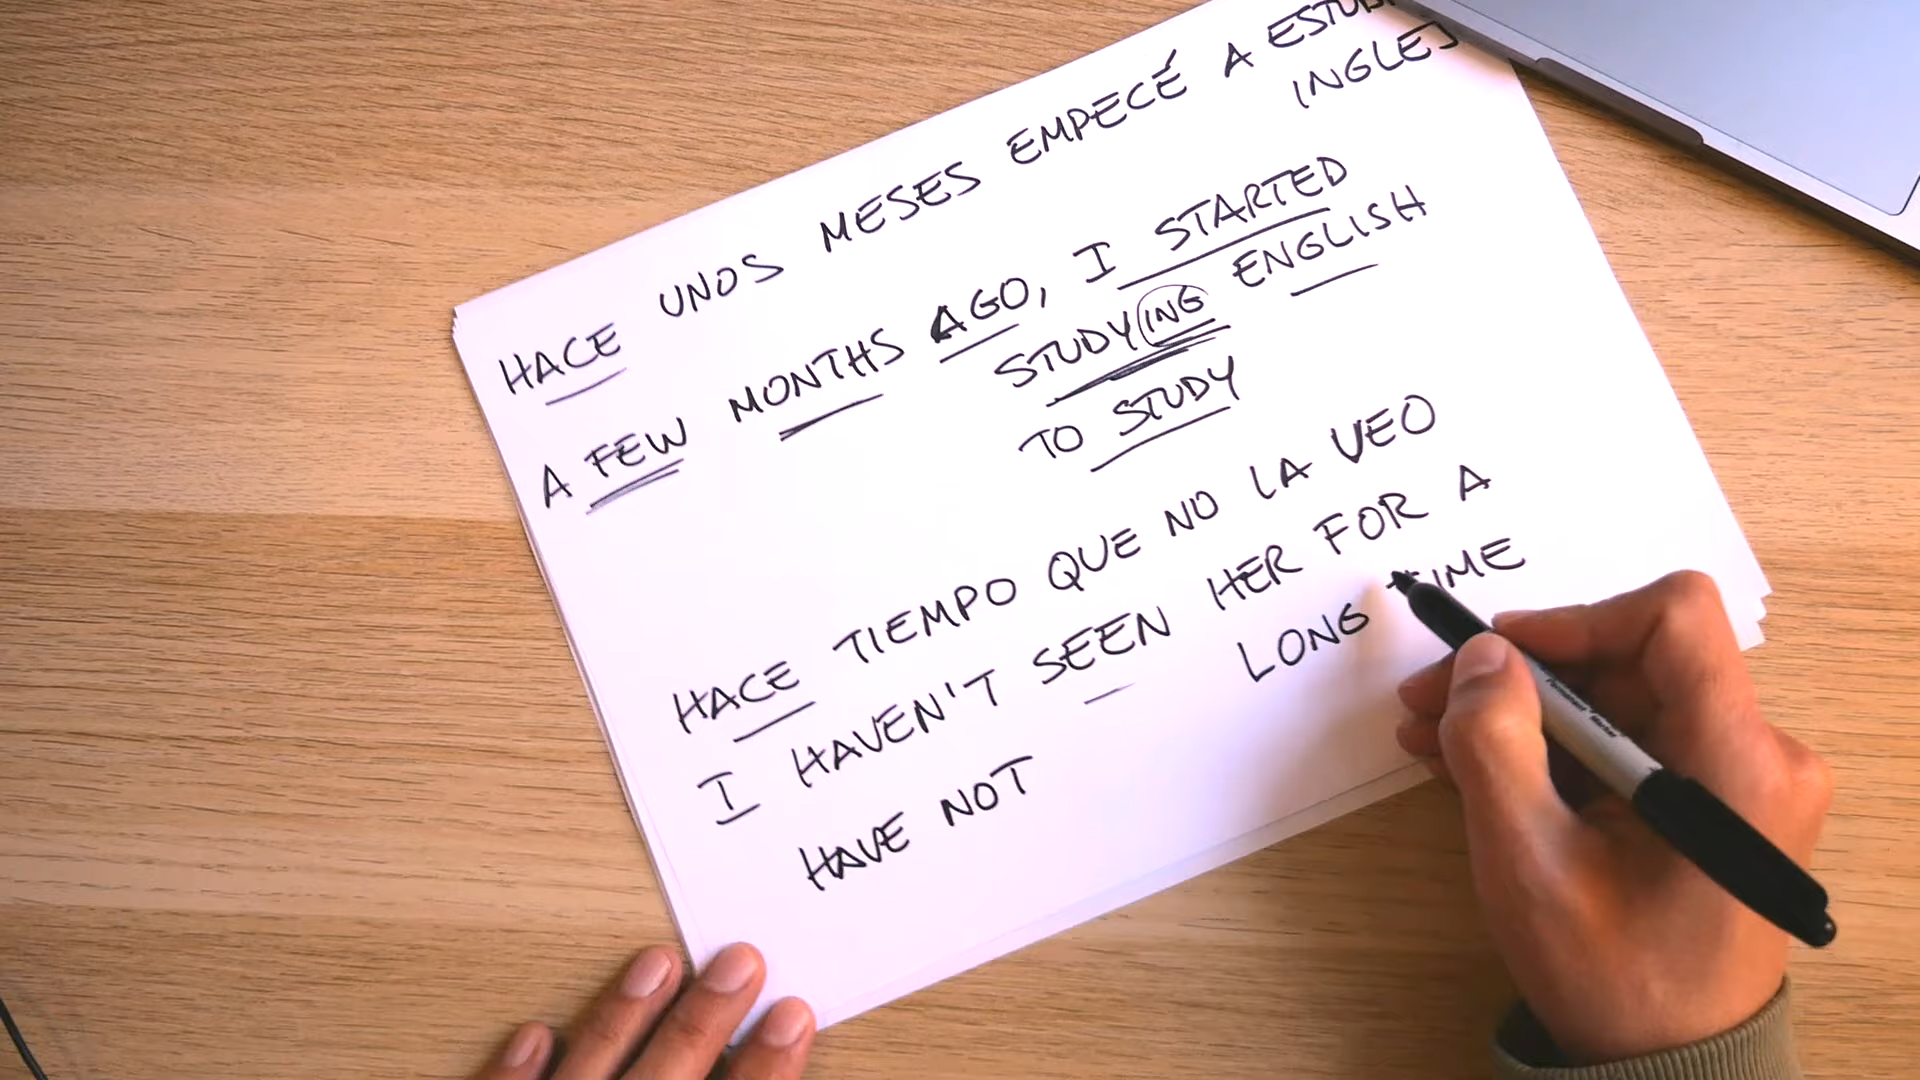 HACE UNOS MESES EMPECÉ A
INGLES
A FEW MONTHS AGO, I STARTED
STUDYING ENGLISH
TO STUDY
HACE TIEMPO QUE NO LA VEO
I HAVEN'T SEEN HER FOR A
LONG TIME
HAVE NOT